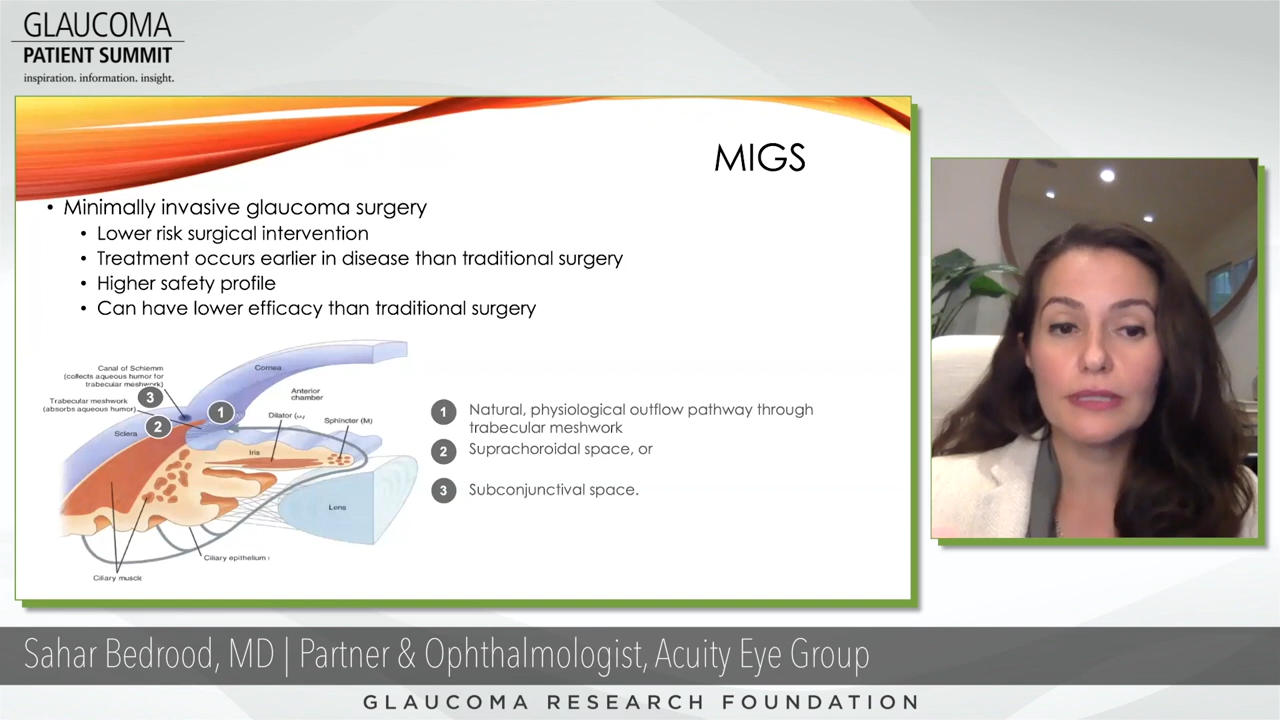 GLAUCOMA
PATIENT SUMMIT
inspiration. information. insight.
MIGS
• Minimally invasive glaucoma surgery
• Lower risk surgical intervention
• Treatment occurs earlier in disease than traditional surgery
• Higher safety profile
• Can have lower efficacy than traditional surgery
Canal of Schlemm
(collects aqueous humor for
trabecular meshwork)
Trabecular meshwork
(absorbs aqueous humor)
Sclera
3
2
1
Cornea
Anterior
chamber
Dilator
Sphincter (M)
Iris
Lens
Ciliary epithelium
Ciliary muscle
1 Natural, physiological outflow pathway through
trabecular meshwork
2 Suprachoroidal space, or
3 Subconjunctival space.
Sahar Bedrood, MD | Partner & Ophthalmologist, Acuity Eye Group
GLAUCOMA RESEARCH FOUNDATION